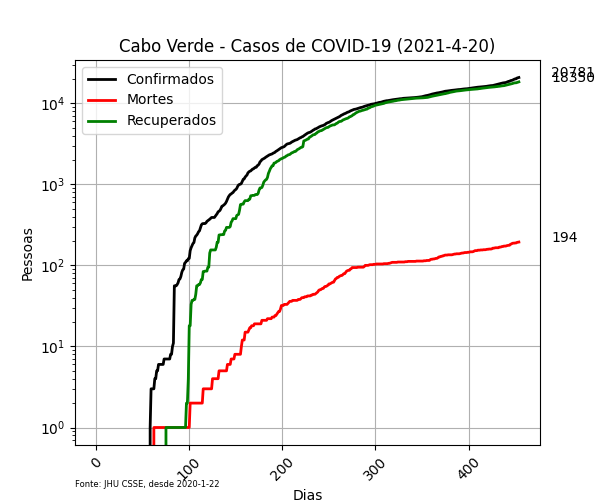 Cabo Verde - Casos de COVID-19 (2021-4-20)
Confirmados
Mortes
Recuperados
20781
18350
194
10⁴
10³
10²
10¹
10⁰
Pessoas
0
100
200
300
400
Dias
Fonte: JHU CSSE, desde 2020-1-22